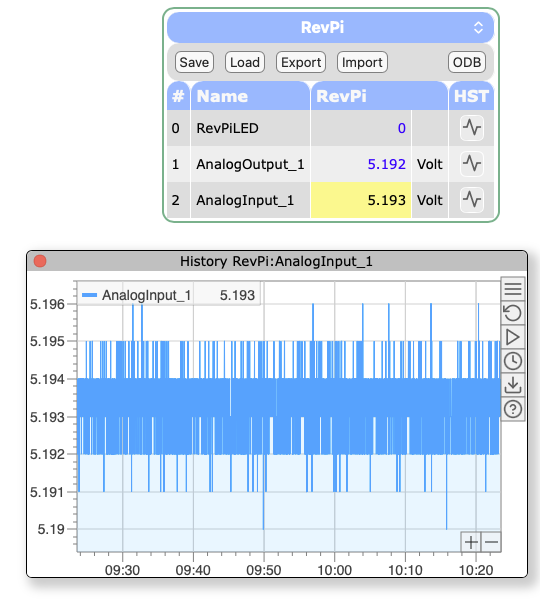 RevPi
Save Load Export Import ODB
# Name RevPi HST
0 RevPiLED 0
1 AnalogOutput_1 5.192 Volt
2 AnalogInput_1 5.193 Volt
History RevPi:AnalogInput_1
AnalogInput_1 5.193
5.196
5.195
5.194
5.193
5.192
5.191
5.19
09:30 09:40 09:50 10:00 10:10 10:20